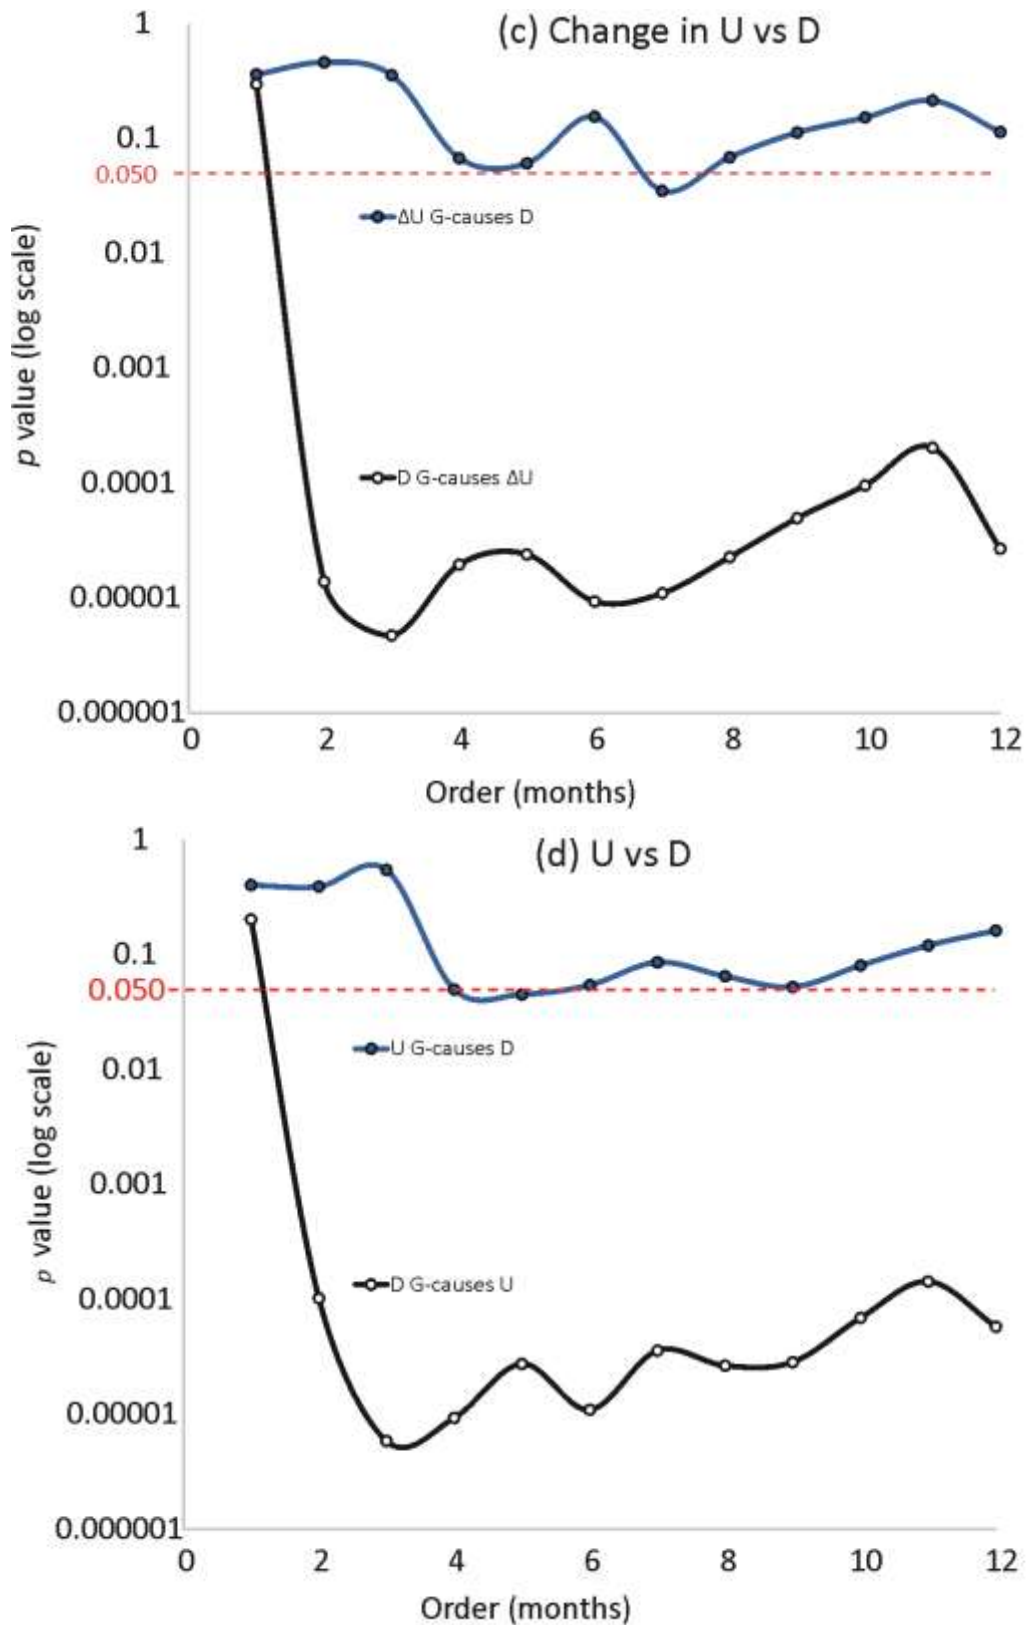 (c) Change in U vs D
1
0.1
0.050
0.01
0.001
0.0001
0.00001
0.000001
p value (log scale)
ΔU G-causes D
D G-causes ΔU
0 2 4 6 8 10 12
Order (months)
(d) U vs D
1
0.1
0.050
0.01
0.001
0.0001
0.00001
0.000001
p value (log scale)
U G-causes D
D G-causes U
0 2 4 6 8 10 12
Order (months)